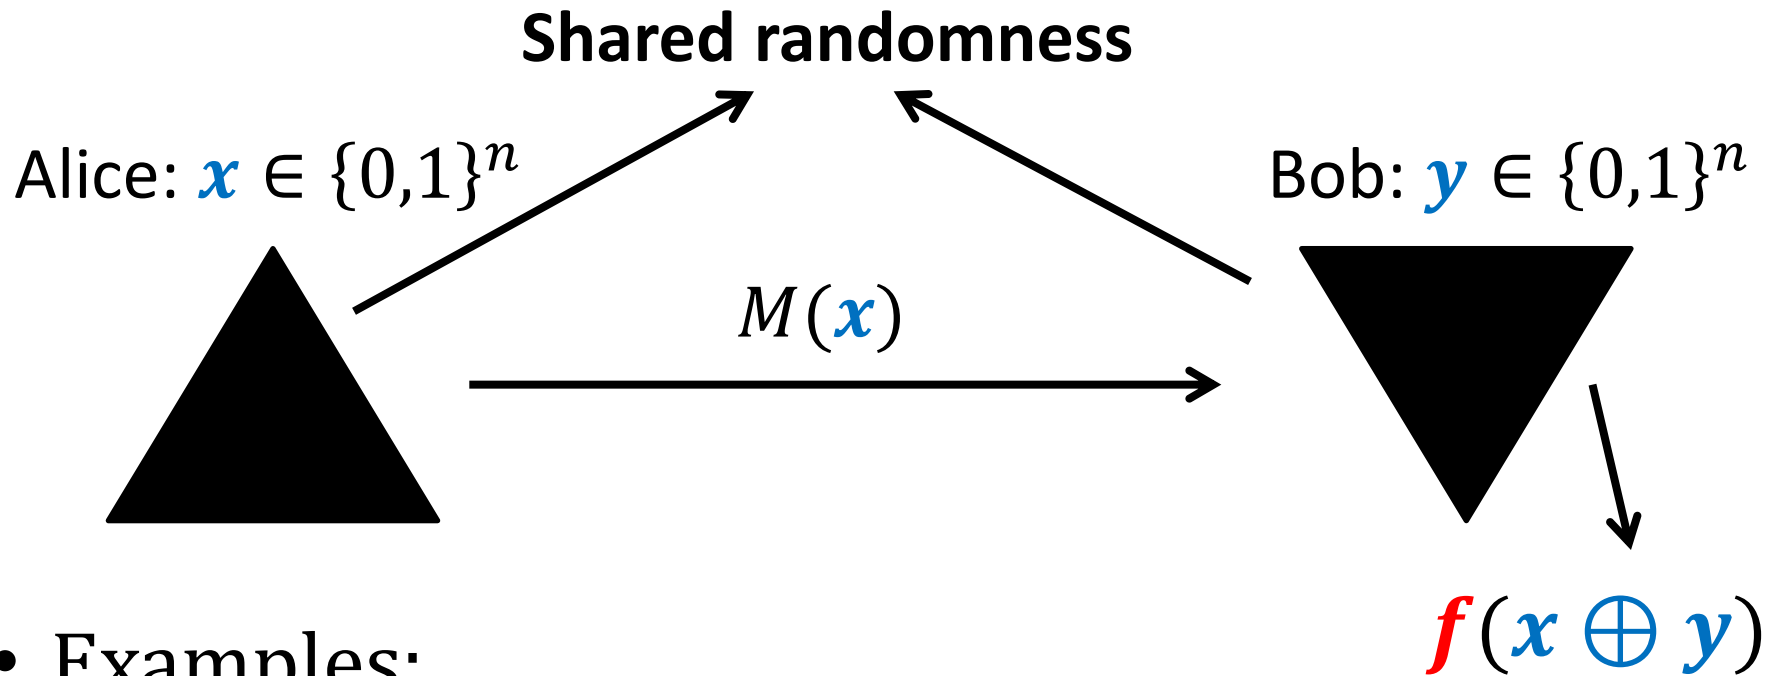 Shared randomness
Alice: x ∈ {0,1}ⁿ
Bob: y ∈ {0,1}ⁿ
M(x)
f(x ⊕ y)
• Examples: